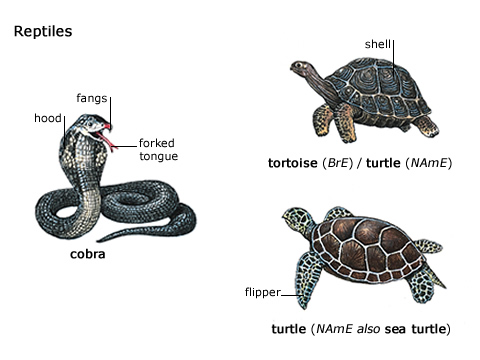 Reptiles
fangs
hood
forked
tongue
cobra
shell
tortoise (BrE) / turtle (NAmE)
flipper
turtle (NAmE also sea turtle)